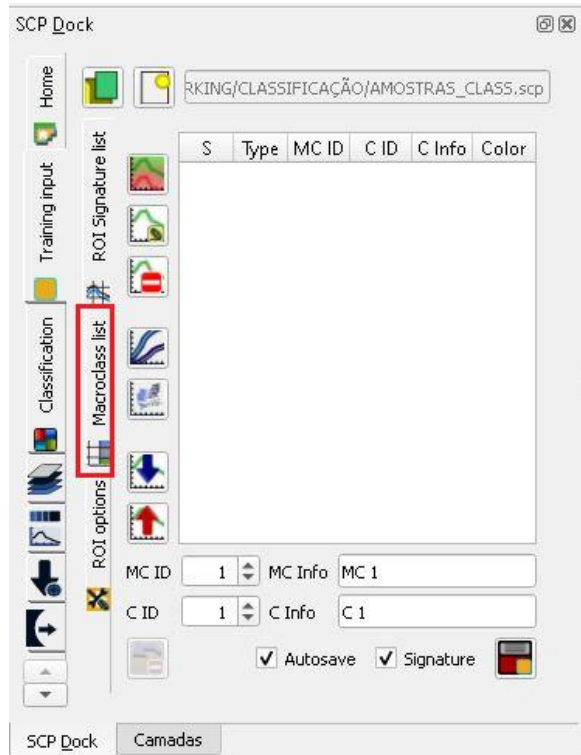 SCP Dock
Home
Training input
Classification
ROI Signature list
Macroclass list
ROI options
RKING/CLASSIFICAÇÃO/AMOSTRAS_CLASS.scp
S Type MC ID C ID C Info Color
MC ID 1 MC Info MC 1
C ID 1 C Info C 1
Autosave Signature
SCP Dock Camadas